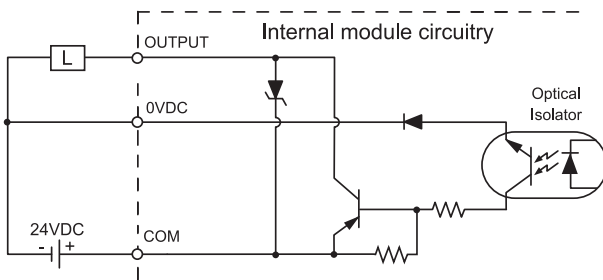 Internal module circuitry
OUTPUT
L
0VDC
Optical
Isolator
24VDC
- +
COM